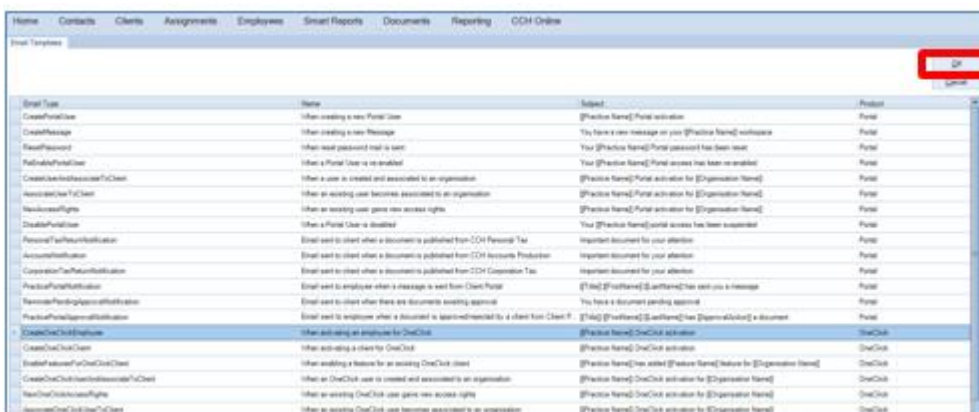 Home Contacts Clients Assignments Employees Smart Reports Documents Reporting CCH Online
Email Templates
OK
Cancel
Email Type Name Subject Product
CreatePortalUser When creating a new Portal User [[Practice Name]] Portal activation Portal
CreateMessage When creating a new Message You have a new message on your [[Practice Name]] workspace Portal
ResetPassword When reset password mail is sent Your [[Practice Name]] Portal password has been reset Portal
ReEnablePortalUser When a Portal User is re-enabled Your [[Practice Name]] Portal access has been re-enabled Portal
CreateUserAndAssociateToClient When a user is created and associated to an organisation [[Practice Name]] Portal activation for [[Organisation Name]] Portal
AssociateUserToClient When an existing user becomes associated to an organisation [[Practice Name]] Portal activation for [[Organisation Name]] Portal
NewAccessRights When an existing user gains new access rights [[Practice Name]] Portal activation for [[Organisation Name]] Portal
DisablePortalUser When a Portal User is disabled Your [[Practice Name]] portal access has been suspended Portal
PersonalTaxReturnNotification Email sent to client when a document is published from CCH Personal Tax Important document for your attention Portal
AccountsNotification Email sent to client when a document is published from CCH Accounts Production Important document for your attention Portal
CorporationTaxReturnNotification Email sent to client when a document is published from CCH Corporation Tax Important document for your attention Portal
PracticePortalNotification Email sent to employee when a message is sent from Client Portal [[Title]] [[FirstName]] [[LastName]] has sent you a message Portal
ReminderPendingApprovalNotification Email sent to client when there are documents awaiting approval You have a document pending approval Portal
PracticePortalApprovalNotification Email sent to employee when a document is approved/rejected by a client from Client P... [[Title]] [[FirstName]] [[LastName]] has [[ApprovalAction]] a document Portal
CreateOneClickEmployee When activating an employee for OneClick [[Practice Name]] OneClick activation OneClick
CreateOneClickClient When activating a client for OneClick [[Practice Name]] OneClick activation OneClick
EnableFeaturesForOneClickClient When enabling a feature for an existing OneClick client [[Practice Name]] has added [[Feature Name]] feature for [[Organisation Name]] OneClick
CreateOneClickUserAndAssociateToClient When an OneClick user is created and associated to an organisation [[Practice Name]] OneClick activation for [[Organisation Name]] OneClick
NewOneClickAccessRights When an existing OneClick user gains new access rights [[Practice Name]] OneClick activation for [[Organisation Name]] OneClick
AssociateOneClickUserToClient When an existing OneClick user becomes associated to an organisation [[Practice Name]] OneClick activation for [[Organisation Name]] OneClick